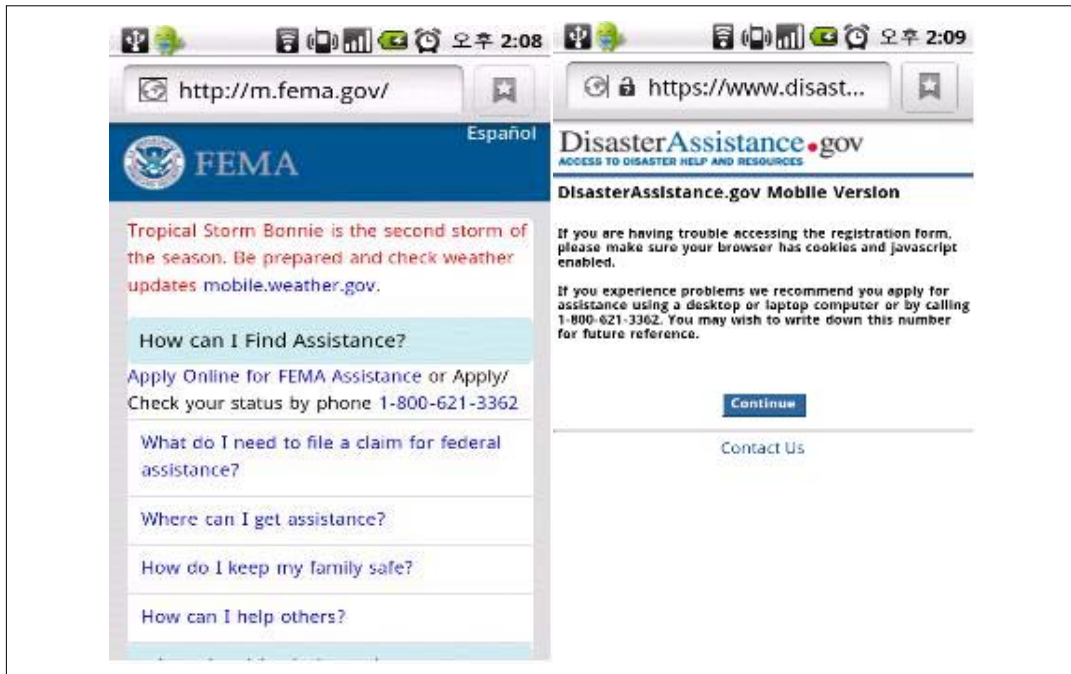 오후 2:08
http://m.fema.gov/
Español
FEMA
Tropical Storm Bonnie is the second storm of
the season. Be prepared and check weather
updates mobile.weather.gov.
How can I Find Assistance?
Apply Online for FEMA Assistance or Apply/
Check your status by phone 1-800-621-3362
What do I need to file a claim for federal
assistance?
Where can I get assistance?
How do I keep my family safe?
How can I help others?
오후 2:09
https://www.disast...
DisasterAssistance.gov
ACCESS TO DISASTER HELP AND RESOURCES
DisasterAssistance.gov Mobile Version
If you are having trouble accessing the registration form,
please make sure your browser has cookies and javascript
enabled.
If you experience problems we recommend you apply for
assistance using a desktop or laptop computer or by calling
1-800-621-3362. You may wish to write down this number
for future reference.
Continue
Contact Us